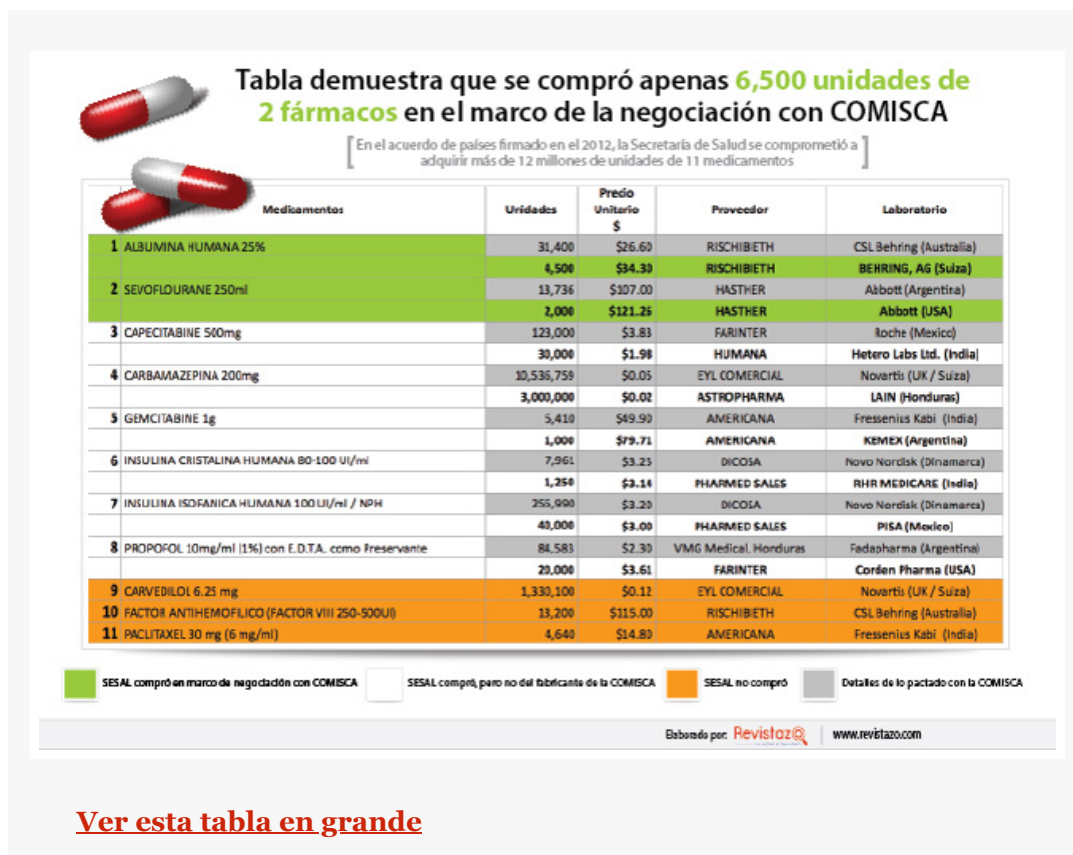 Tabla demuestra que se compró apenas 6,500 unidades de
2 fármacos en el marco de la negociación con COMISCA
[En el acuerdo de países firmado en el 2012, la Secretaría de Salud se comprometió a
adquirir más de 12 millones de unidades de 11 medicamentos]
Medicamentos Unidades Precio Unitario $ Proveedor Laboratorio
1 ALBUMINA HUMANA 25% 31,400 $26.60 RISCHIBIETH CSL Behring (Australia)
4,500 $34.30 RISCHIBIETH BEHRING, AG (Suiza)
2 SEVOFLOURANE 250ml 13,736 $107.00 HASTHER Abbott (Argentina)
2,000 $121.25 HASTHER Abbott (USA)
3 CAPECITABINE 500mg 123,000 $3.83 FARINTER Roche (Mexico)
30,000 $1.98 HUMANA Hetero Labs Ltd. (India)
4 CARBAMAZEPINA 200mg 10,536,759 $0.05 EYL COMERCIAL Novartis (UK / Suiza)
3,000,000 $0.02 ASTROPHARMA LAIN (Honduras)
5 GEMCITABINE 1g 5,410 $49.90 AMERICANA Fressenius Kabi (India)
1,000 $79.71 AMERICANA KEMEX (Argentina)
6 INSULINA CRISTALINA HUMANA 80-100 UI/ml 7,961 $3.25 DICOSA Novo Nordisk (Dinamarca)
1,250 $3.14 PHARMED SALES RHR MEDICARE (India)
7 INSULINA ISOFANICA HUMANA 100 UI/ml / NPH 255,990 $3.20 DICOSA Novo Nordisk (Dinamarca)
40,000 $3.00 PHARMED SALES PISA (Mexico)
8 PROPOFOL 10mg/ml (1%) con E.D.T.A. como Preservante 84,583 $2.30 VMG Medical, Honduras Fadapharma (Argentina)
20,000 $3.61 FARINTER Corden Pharma (USA)
9 CARVEDILOL 6.25 mg 1,330,100 $0.12 EYL COMERCIAL Novartis (UK / Suiza)
10 FACTOR ANTIHEMOFILICO (FACTOR VIII 250-500UI) 13,200 $115.00 RISCHIBIETH CSL Behring (Australia)
11 PACLITAXEL 30 mg (6 mg/ml) 4,640 $14.80 AMERICANA Fressenius Kabi (India)
SESAL compró en marco de negociación con COMISCA SESAL compró, pero no del fabricante de la COMISCA SESAL no compró Detalles de lo pactado con la COMISCA
Elaborado por: Revistazo www.revistazo.com
Ver esta tabla en grande